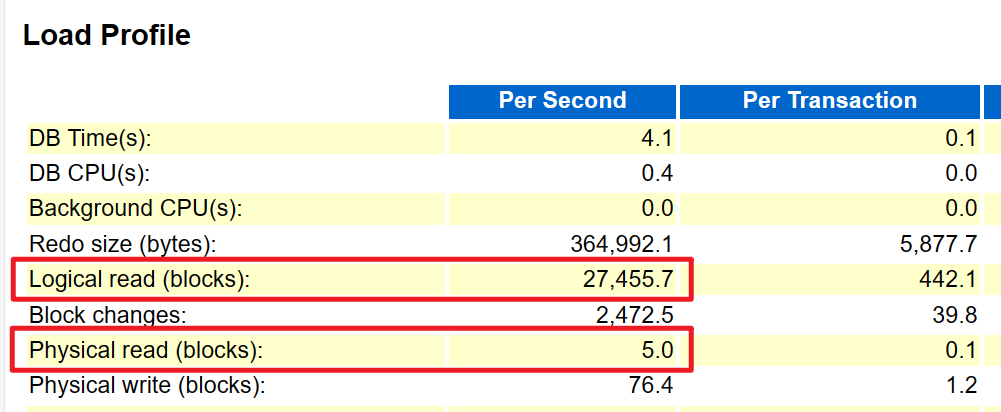 Load Profile
Per Second Per Transaction
DB Time(s): 4.1 0.1
DB CPU(s): 0.4 0.0
Background CPU(s): 0.0 0.0
Redo size (bytes): 364,992.1 5,877.7
Logical read (blocks): 27,455.7 442.1
Block changes: 2,472.5 39.8
Physical read (blocks): 5.0 0.1
Physical write (blocks): 76.4 1.2